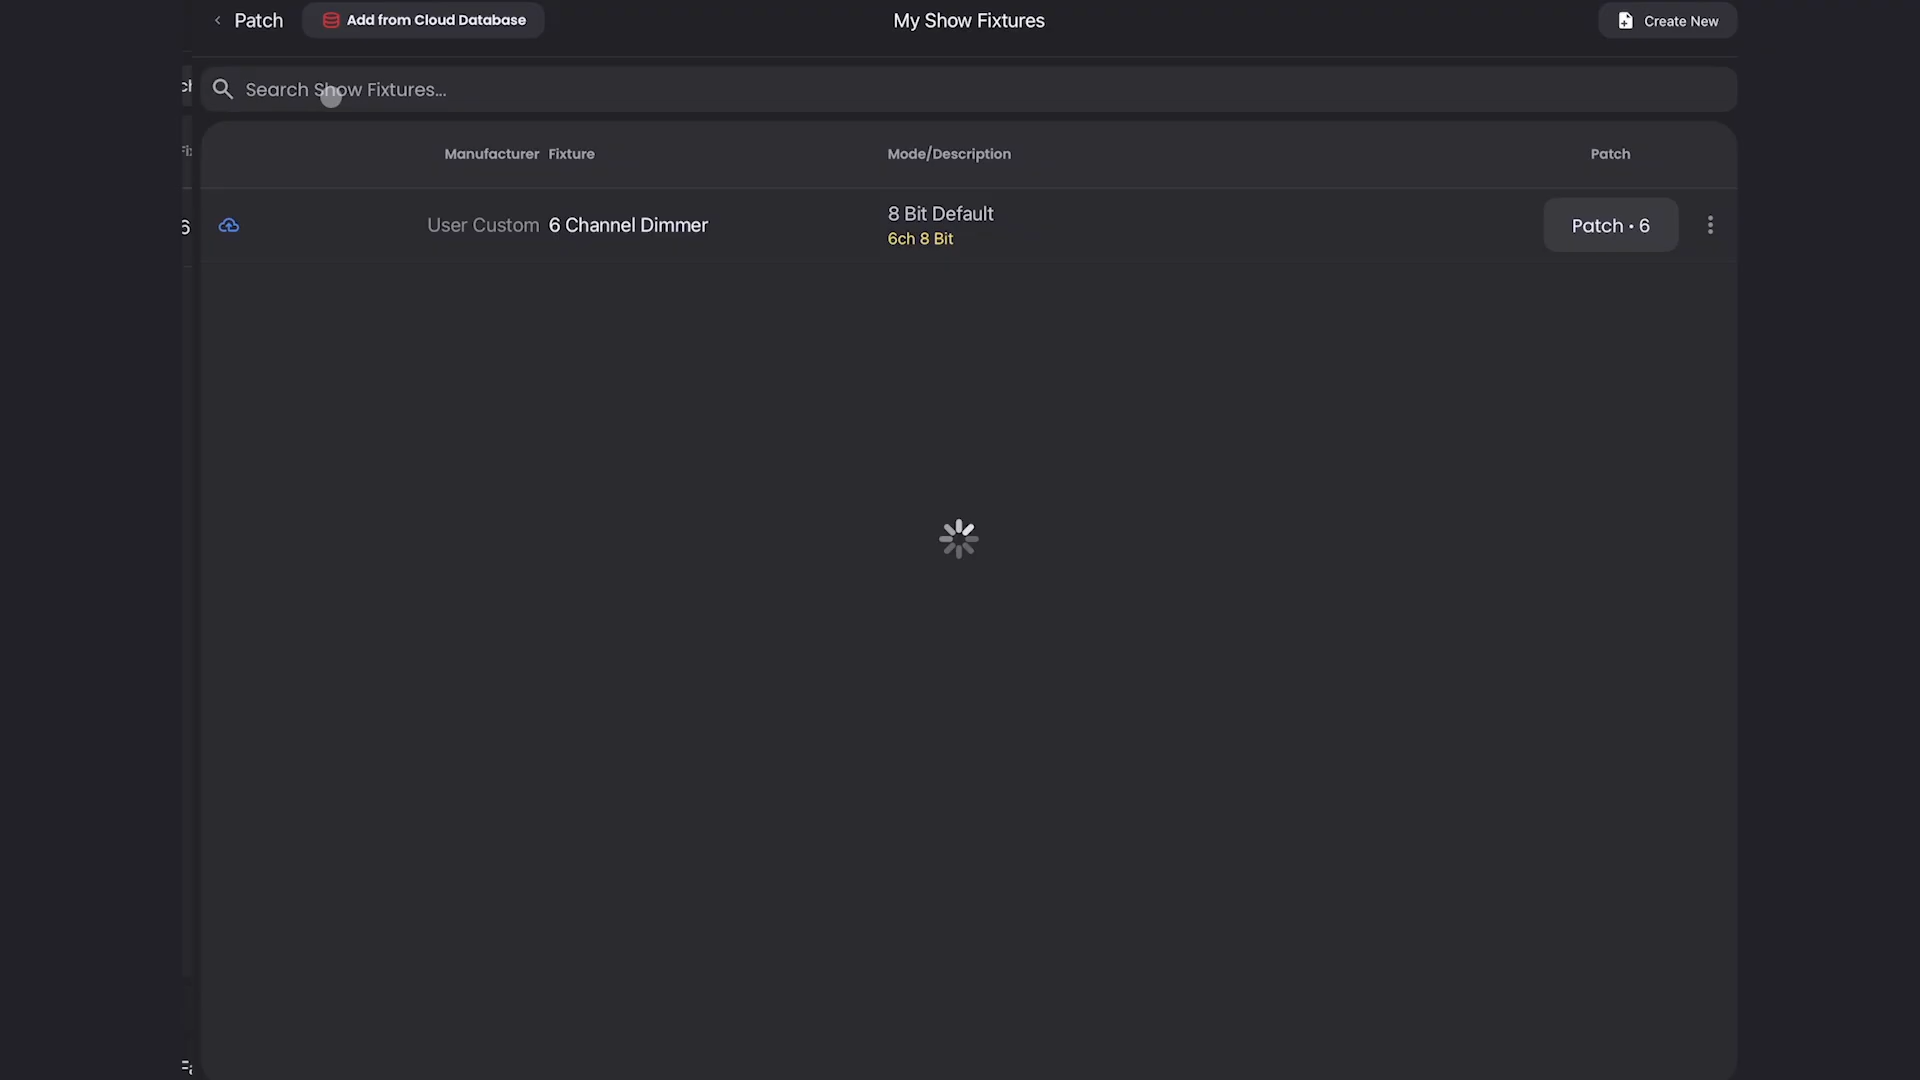 Patch
Add from Cloud Database
My Show Fixtures
Create New
Search Show Fixtures...
Manufacturer Fixture Mode/Description Patch
6
User Custom 6 Channel Dimmer
8 Bit Default
6ch 8 Bit
Patch • 6